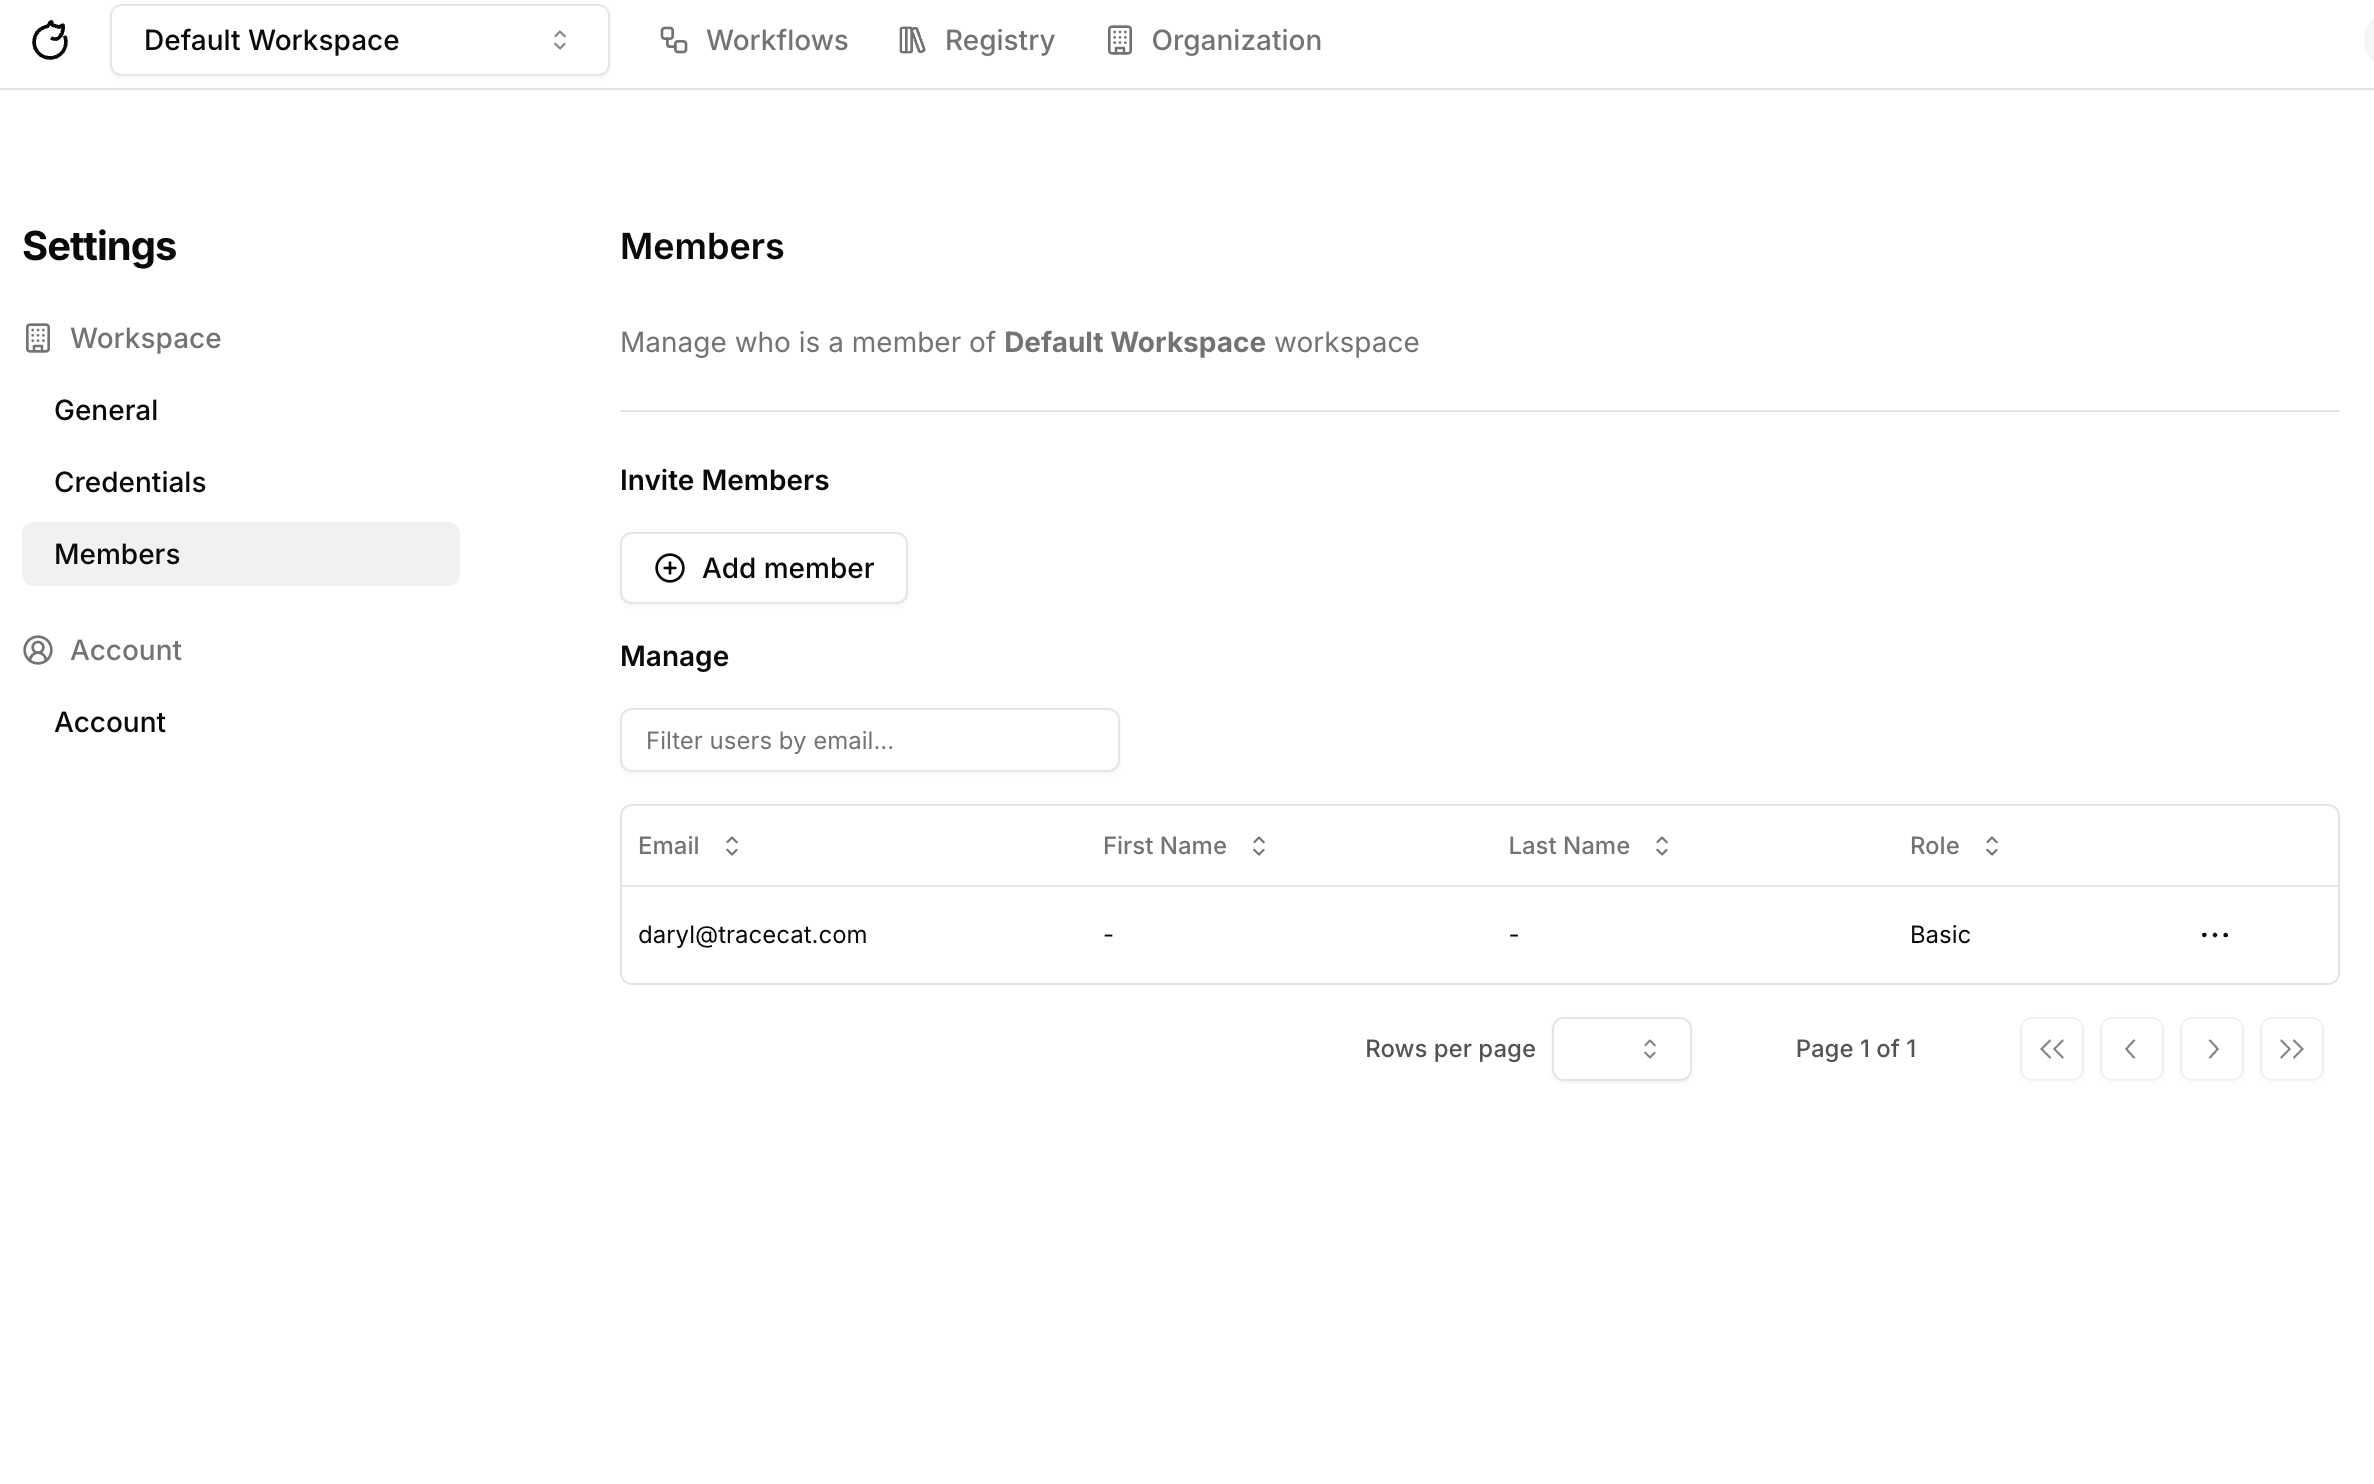 Default Workspace Workflows Registry Organization
Settings
Workspace
General
Credentials
Members
Account
Account
Members
Manage who is a member of Default Workspace workspace
Invite Members
Add member
Manage
Filter users by email...
Email First Name Last Name Role
daryl@tracecat.com - - Basic ...
Rows per page Page 1 of 1